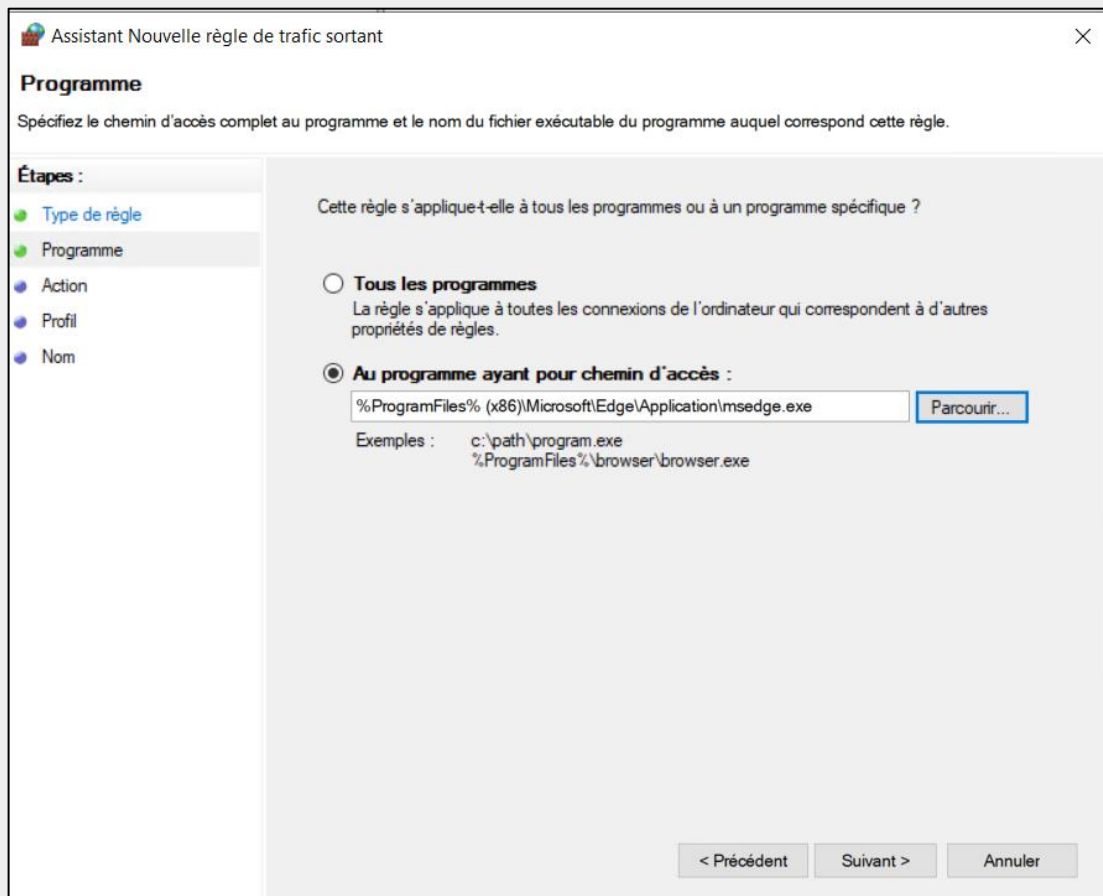 Assistant Nouvelle règle de trafic sortant
Programme
Spécifiez le chemin d'accès complet au programme et le nom du fichier exécutable du programme auquel correspond cette règle.
Étapes :
Type de règle
Programme
Action
Profil
Nom
Cette règle s'applique-t-elle à tous les programmes ou à un programme spécifique ?
Tous les programmes
La règle s'applique à toutes les connexions de l'ordinateur qui correspondent à d'autres
propriétés de règles.
Au programme ayant pour chemin d'accès :
%ProgramFiles% (x86)\Microsoft\Edge\Application\msedge.exe
Parcourir...
Exemples : c:\path\program.exe
%ProgramFiles%\browser\browser.exe
< Précédent Suivant > Annuler